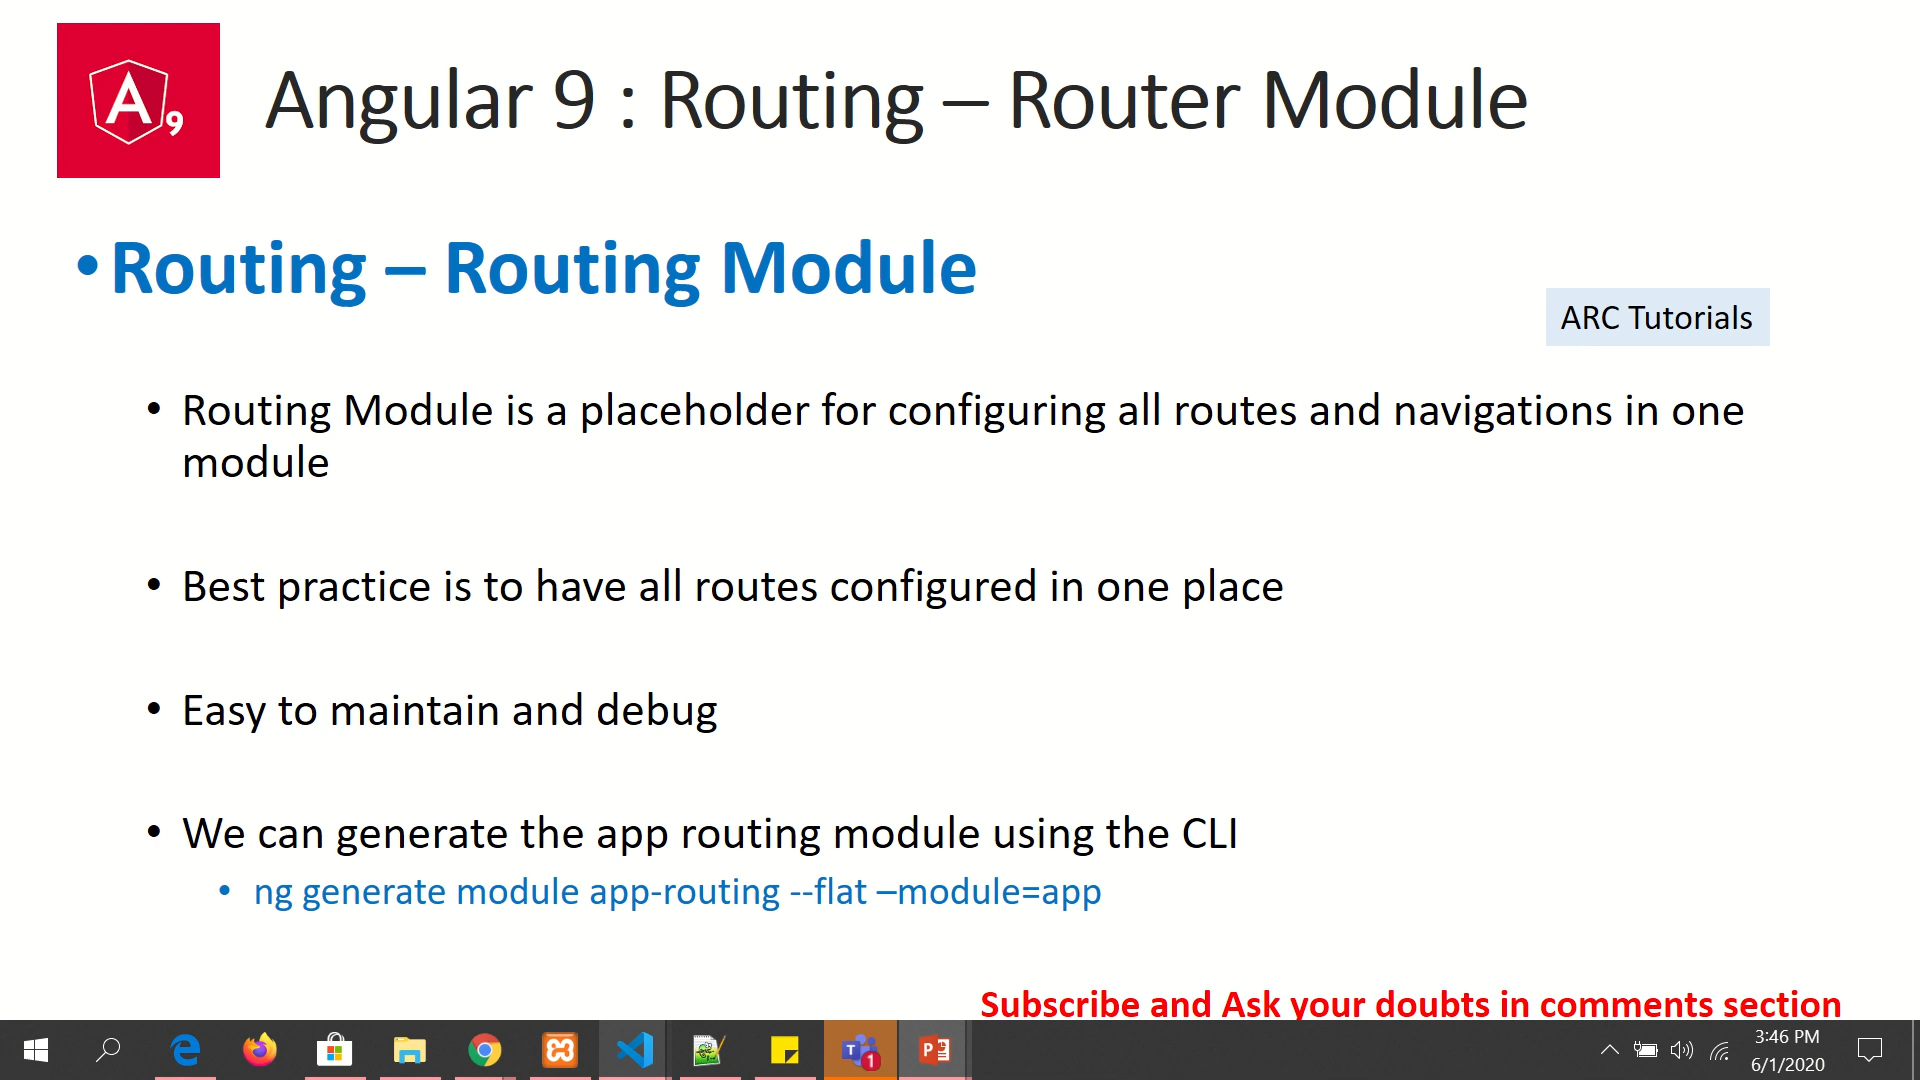 A9
Angular 9 : Routing – Router Module
• Routing – Routing Module
ARC Tutorials
• Routing Module is a placeholder for configuring all routes and navigations in one
module
• Best practice is to have all routes configured in one place
• Easy to maintain and debug
• We can generate the app routing module using the CLI
• ng generate module app-routing --flat –module=app
Subscribe and Ask your doubts in comments section
3:46 PM
6/1/2020
T
1
P